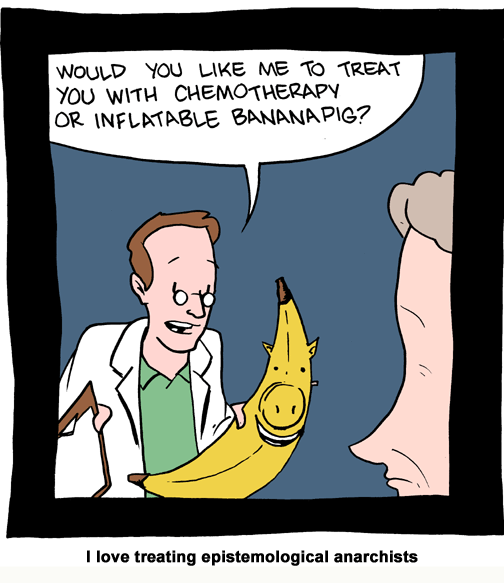 WOULD YOU LIKE ME TO TREAT
YOU WITH CHEMOTHERAPY
OR INFLATABLE BANANAPIG?
I love treating epistemological anarchists